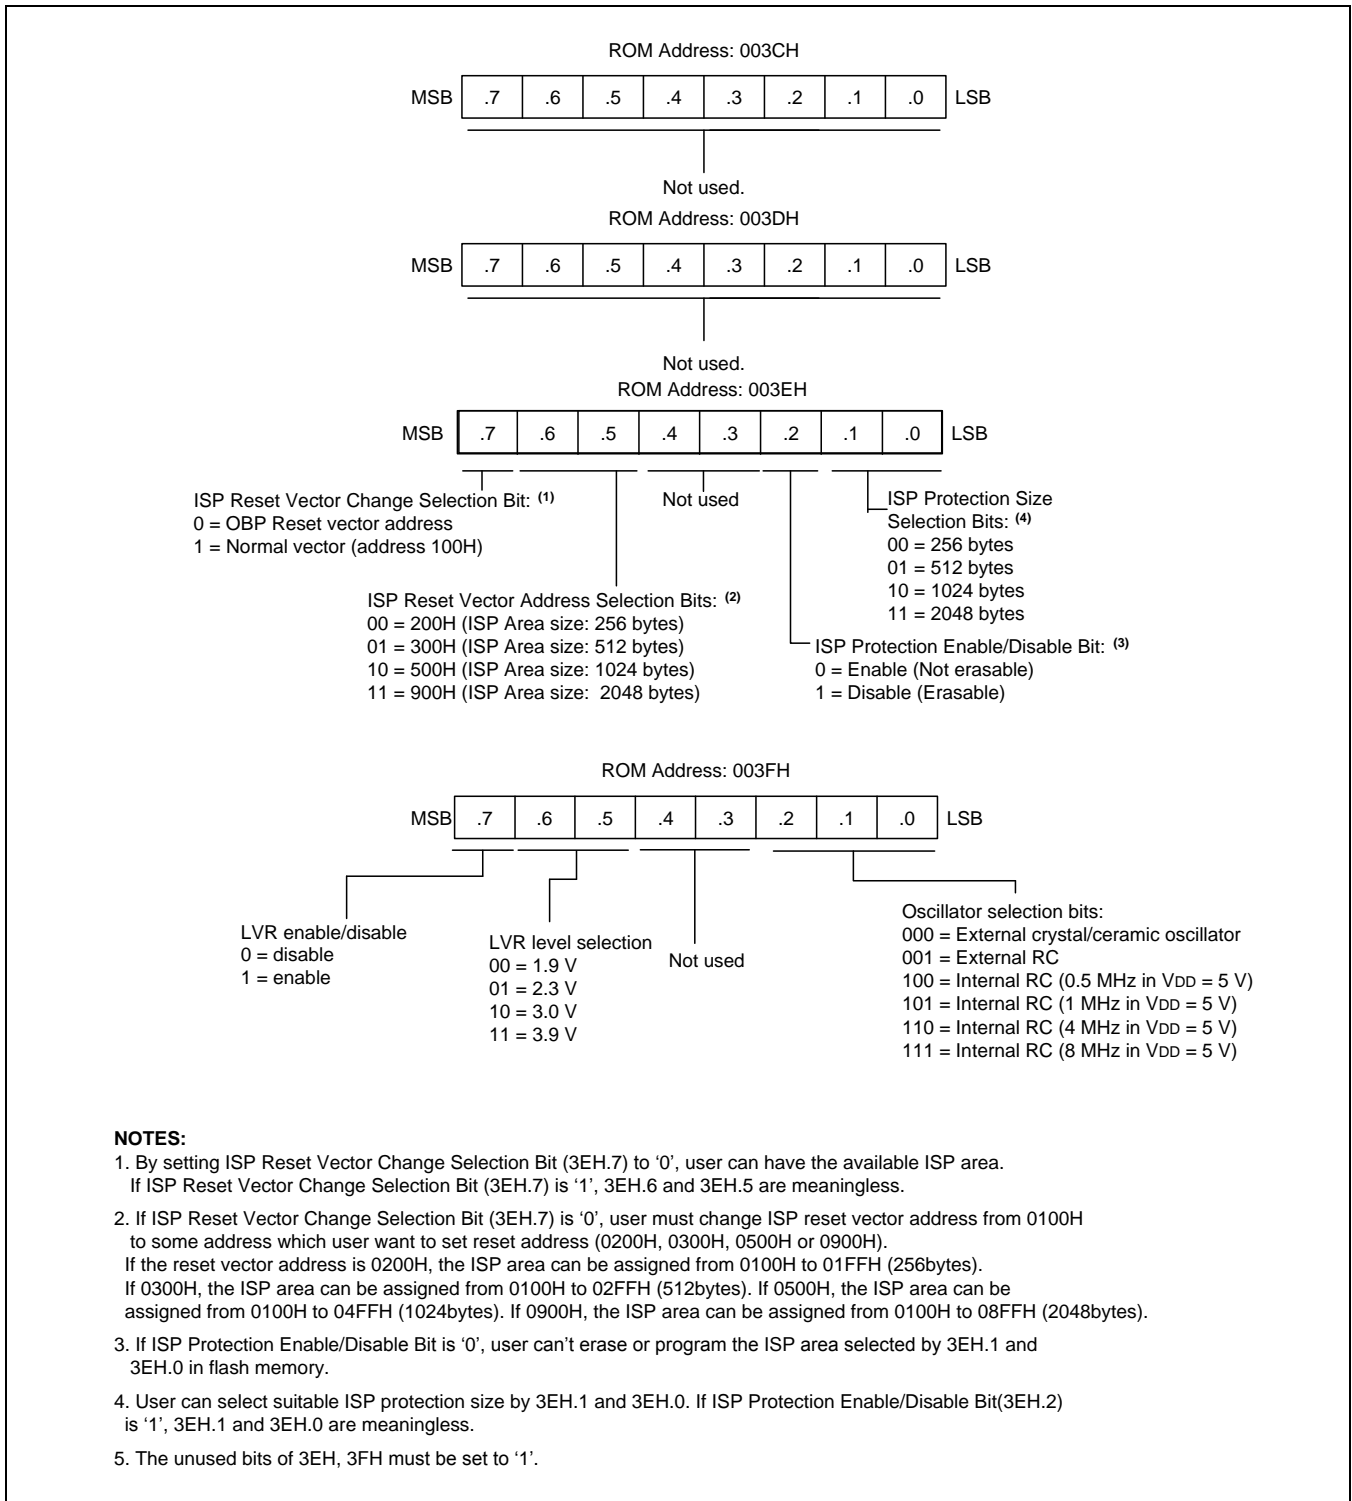 ROM Address: 003CH
MSB .7 .6 .5 .4 .3 .2 .1 .0 LSB
Not used.
ROM Address: 003DH
MSB .7 .6 .5 .4 .3 .2 .1 .0 LSB
Not used.
ROM Address: 003EH
MSB .7 .6 .5 .4 .3 .2 .1 .0 LSB
ISP Reset Vector Change Selection Bit: (1)
0 = OBP Reset vector address
1 = Normal vector (address 100H)
ISP Reset Vector Address Selection Bits: (2)
00 = 200H (ISP Area size: 256 bytes)
01 = 300H (ISP Area size: 512 bytes)
10 = 500H (ISP Area size: 1024 bytes)
11 = 900H (ISP Area size: 2048 bytes)
Not used
ISP Protection Size
Selection Bits: (4)
00 = 256 bytes
01 = 512 bytes
10 = 1024 bytes
11 = 2048 bytes
ISP Protection Enable/Disable Bit: (3)
0 = Enable (Not erasable)
1 = Disable (Erasable)
ROM Address: 003FH
MSB .7 .6 .5 .4 .3 .2 .1 .0 LSB
LVR enable/disable
0 = disable
1 = enable
LVR level selection
00 = 1.9 V
01 = 2.3 V
10 = 3.0 V
11 = 3.9 V
Not used
Oscillator selection bits:
000 = External crystal/ceramic oscillator
001 = External RC
100 = Internal RC (0.5 MHz in VDD = 5 V)
101 = Internal RC (1 MHz in VDD = 5 V)
110 = Internal RC (4 MHz in VDD = 5 V)
111 = Internal RC (8 MHz in VDD = 5 V)
NOTES:
1. By setting ISP Reset Vector Change Selection Bit (3EH.7) to ‘0’, user can have the available ISP area.
If ISP Reset Vector Change Selection Bit (3EH.7) is ‘1’, 3EH.6 and 3EH.5 are meaningless.
2. If ISP Reset Vector Change Selection Bit (3EH.7) is ‘0’, user must change ISP reset vector address from 0100H
to some address which user want to set reset address (0200H, 0300H, 0500H or 0900H).
If the reset vector address is 0200H, the ISP area can be assigned from 0100H to 01FFH (256bytes).
If 0300H, the ISP area can be assigned from 0100H to 02FFH (512bytes). If 0500H, the ISP area can be
assigned from 0100H to 04FFH (1024bytes). If 0900H, the ISP area can be assigned from 0100H to 08FFH (2048bytes).
3. If ISP Protection Enable/Disable Bit is ‘0’, user can’t erase or program the ISP area selected by 3EH.1 and
3EH.0 in flash memory.
4. User can select suitable ISP protection size by 3EH.1 and 3EH.0. If ISP Protection Enable/Disable Bit(3EH.2)
is ‘1’, 3EH.1 and 3EH.0 are meaningless.
5. The unused bits of 3EH, 3FH must be set to ‘1’.